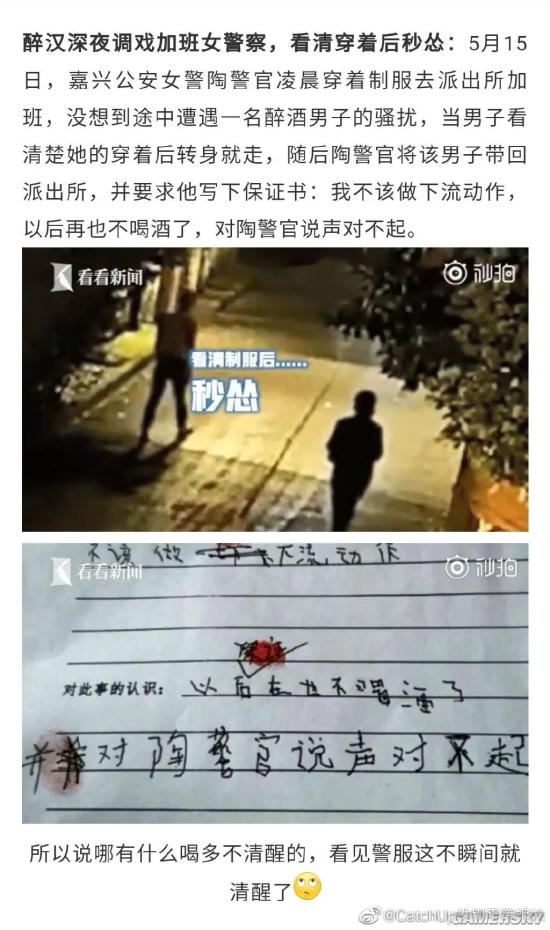 醉汉深夜调戏加班女警察，看清穿着后秒怂：5月15
日，嘉兴公安女警陶警官凌晨穿着制服去派出所加
班，没想到途中遭遇一名醉酒男子的骚扰，当男子看
清楚她的穿着后转身就走，随后陶警官将该男子带回
派出所，并要求他写下保证书：我不该做下流动作，
以后再也不喝酒了，对陶警官说声对不起。
看看新闻
秒拍
看清制服后......
秒怂
不该做 下流动作
看看新闻
秒拍
保证
对此事的认识：以后在也不喝酒了
并对陶警官说声对不起
所以说哪有什么喝多不清醒的，看见警服这不瞬间就
清醒了
@CatchUp
GAMERSKY